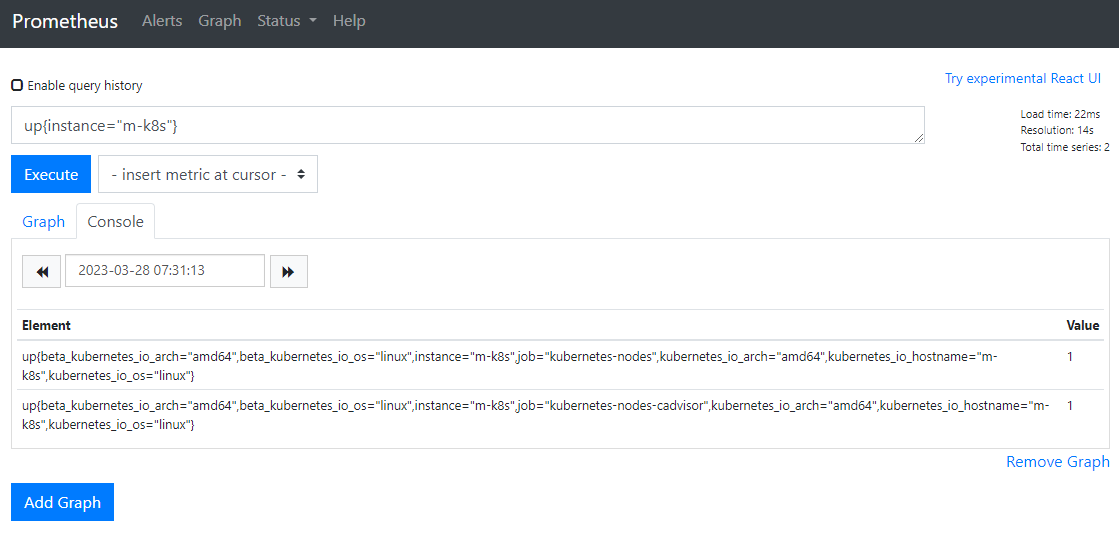 Prometheus Alerts Graph Status Help
Try experimental React UI
Enable query history
up{instance="m-k8s"}
Load time: 22ms
Resolution: 14s
Total time series: 2
Execute - insert metric at cursor -
Graph Console
2023-03-28 07:31:13
Element Value
up{beta_kubernetes_io_arch="amd64",beta_kubernetes_io_os="linux",instance="m-k8s",job="kubernetes-nodes",kubernetes_io_arch="amd64",kubernetes_io_hostname="m- 1
k8s",kubernetes_io_os="linux"}
up{beta_kubernetes_io_arch="amd64",beta_kubernetes_io_os="linux",instance="m-k8s",job="kubernetes-nodes-cadvisor",kubernetes_io_arch="amd64",kubernetes_io_hostname="m- 1
k8s",kubernetes_io_os="linux"}
Remove Graph
Add Graph